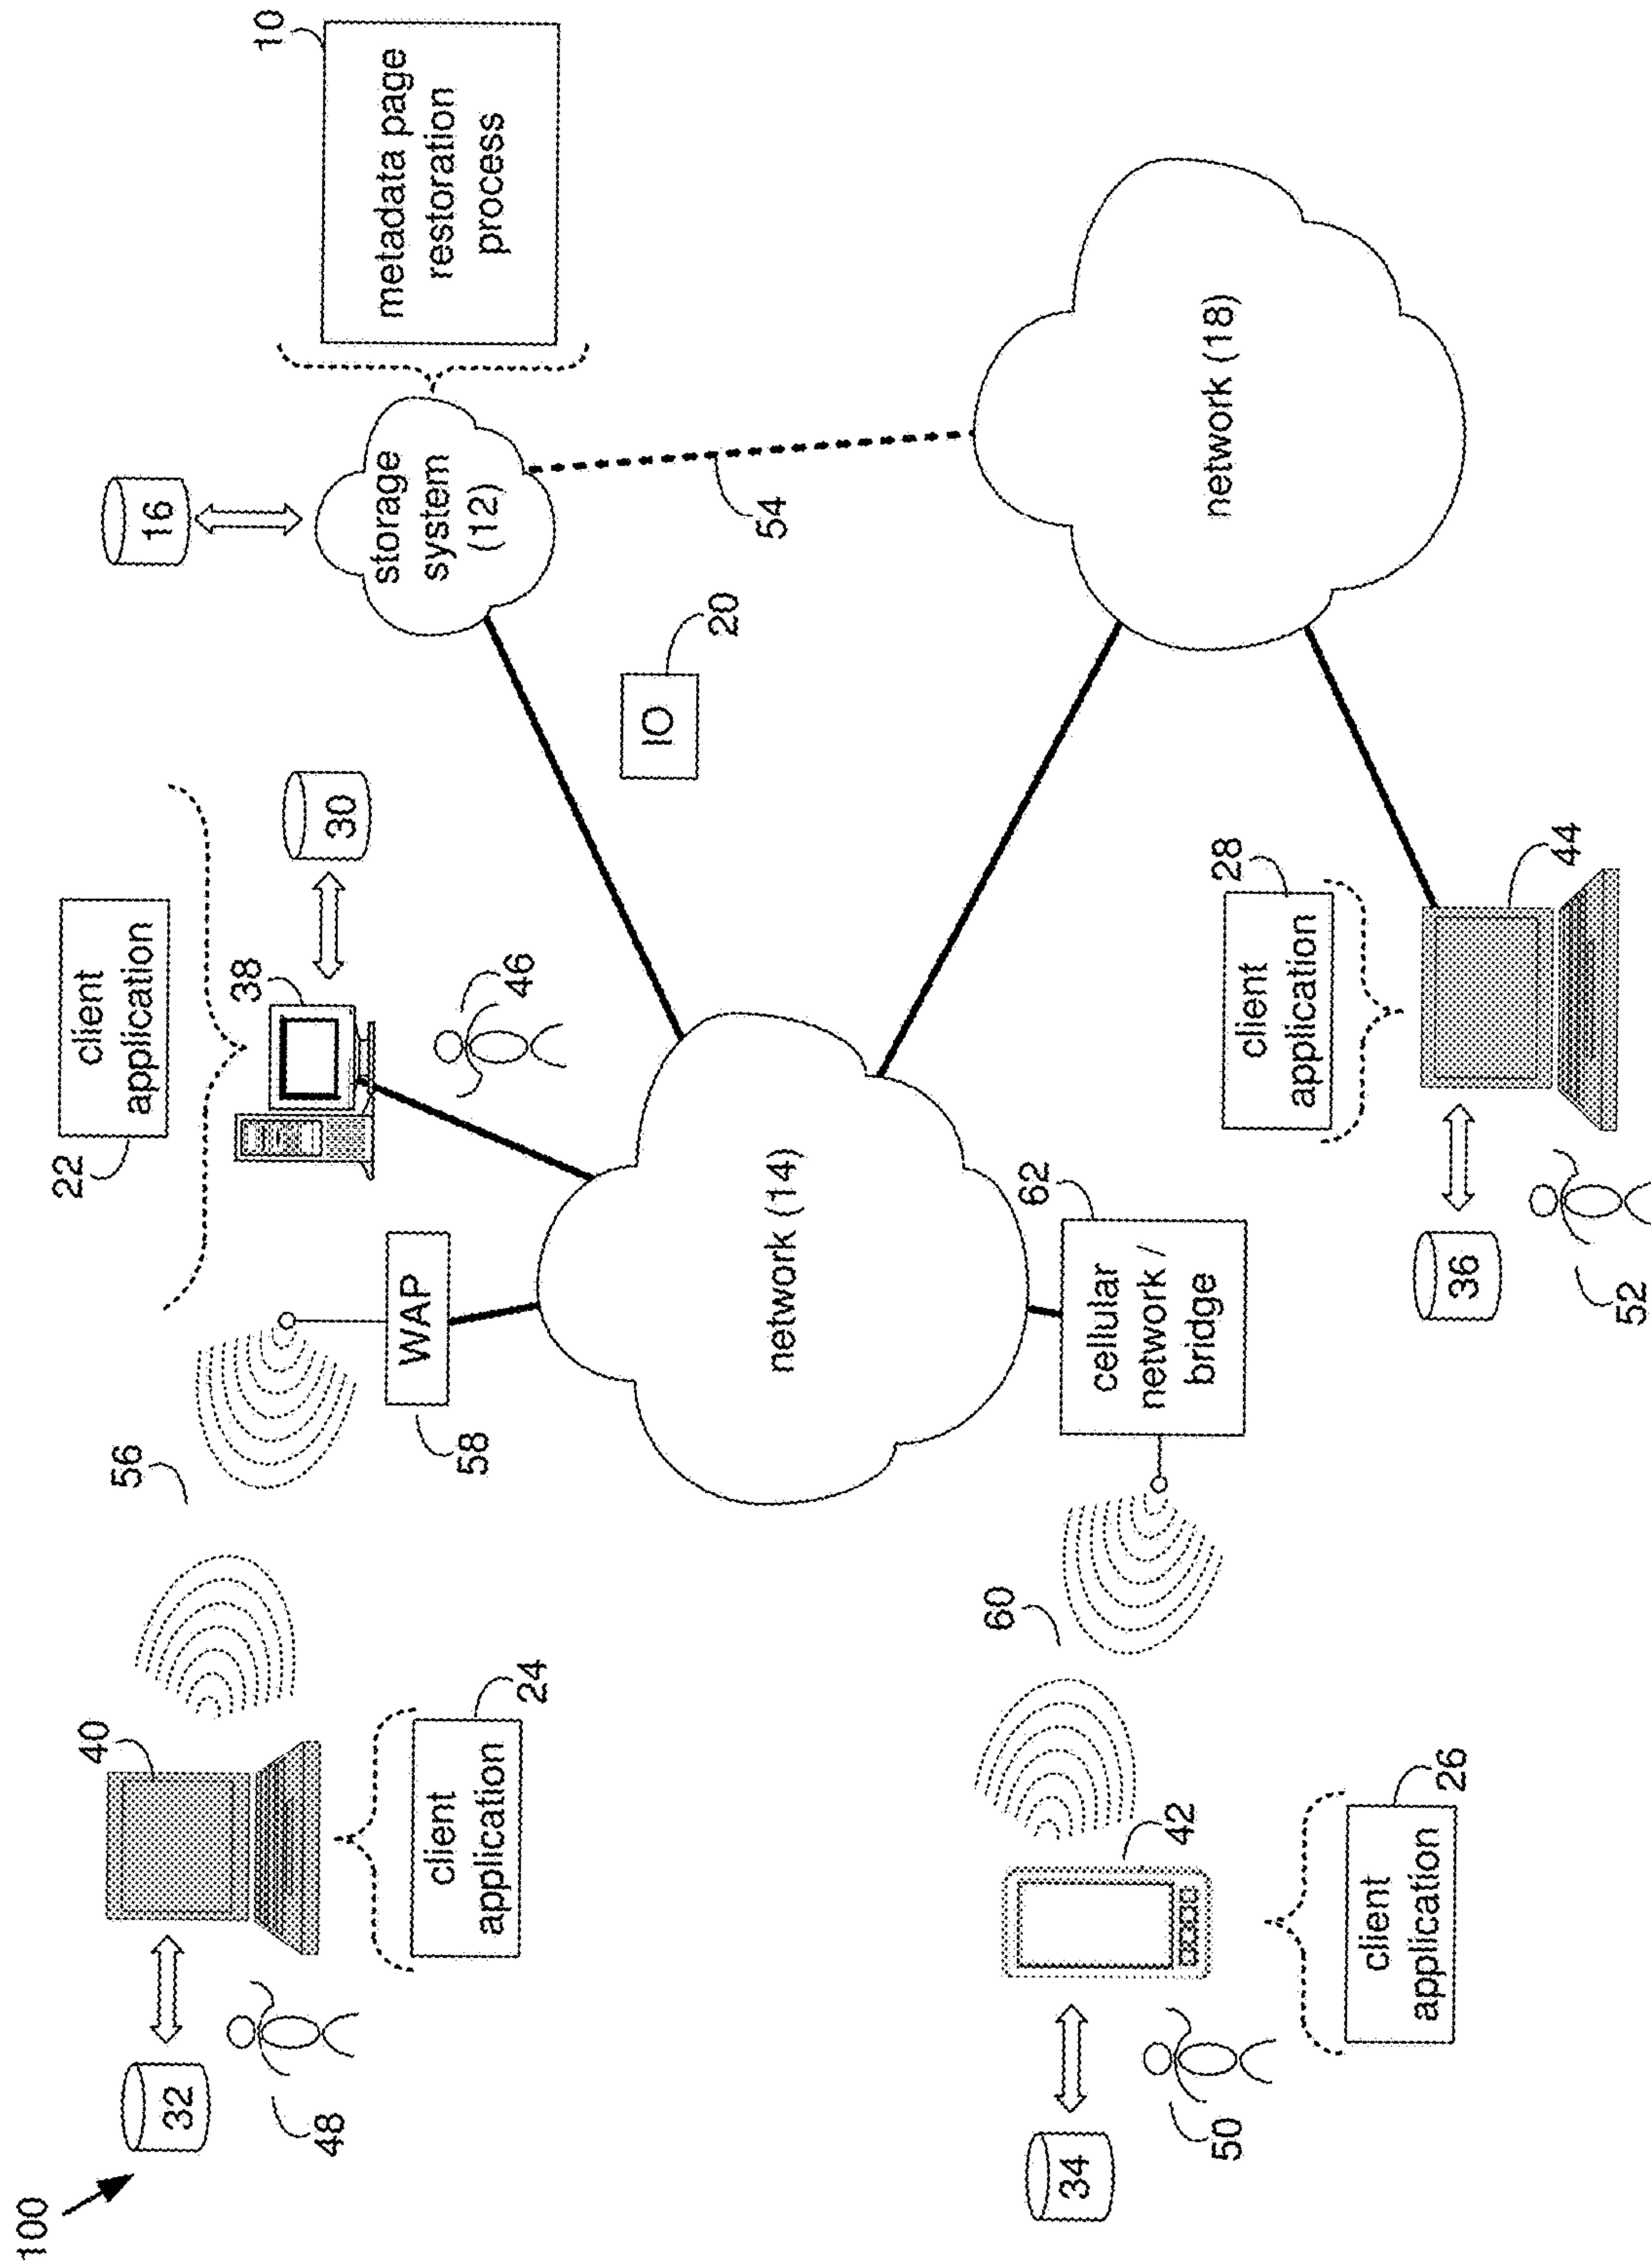 100
32
40
48
client
application
24
56
58
WAP
22
client
application
38
30
46
16
storage
system
(12)
10
metadata page
restoration
process
IO
20
54
network (14)
network (18)
34
42
50
client
application
26
60
cellular
network /
bridge
62
client
application
28
36
44
52